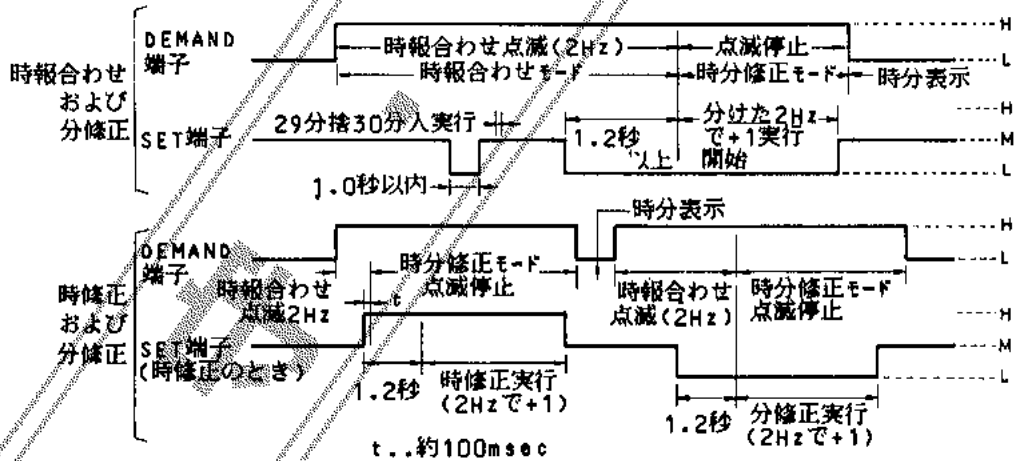 時報合わせ
および
分修正
DEMAND
端子
時報合わせ点滅(2Hz)
点滅停止
時報合わせモード
時分修正モード
時分表示
H
L
SET端子
29分捨30分入実行
1.0秒以内
1.2秒
以上
分けた2Hz
で+1実行
開始
H
M
L
時修正
および
分修正
DEMAND
端子
時報合わせ
点滅2Hz
時分修正モード
点滅停止
t
時分表示
時報合わせ
点滅(2Hz)
時分修正モード
点滅停止
H
L
SET端子
(時修正のとき)
1.2秒
時修正実行
(2Hzで+1)
1.2秒
分修正実行
(2Hzで+1)
H
M
L
t..約100msec